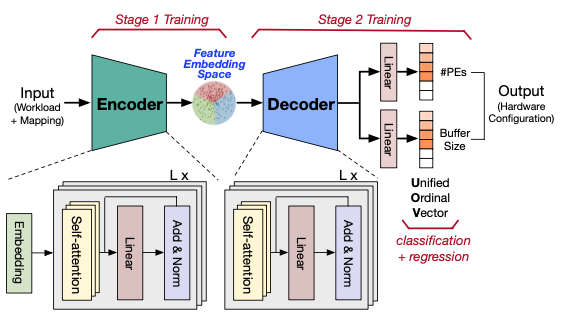 Stage 1 Training
Stage 2 Training
Feature
Embedding
Space
Input
(Workload
+ Mapping)
Encoder
Decoder
Linear
#PEs
Linear
Buffer
Size
Output
(Hardware
Configuration)
L x
L x
Unified
Ordinal
Vector
classification
+ regression
Embedding
Self-attention
Linear
Add & Norm
Self-attention
Linear
Add & Norm